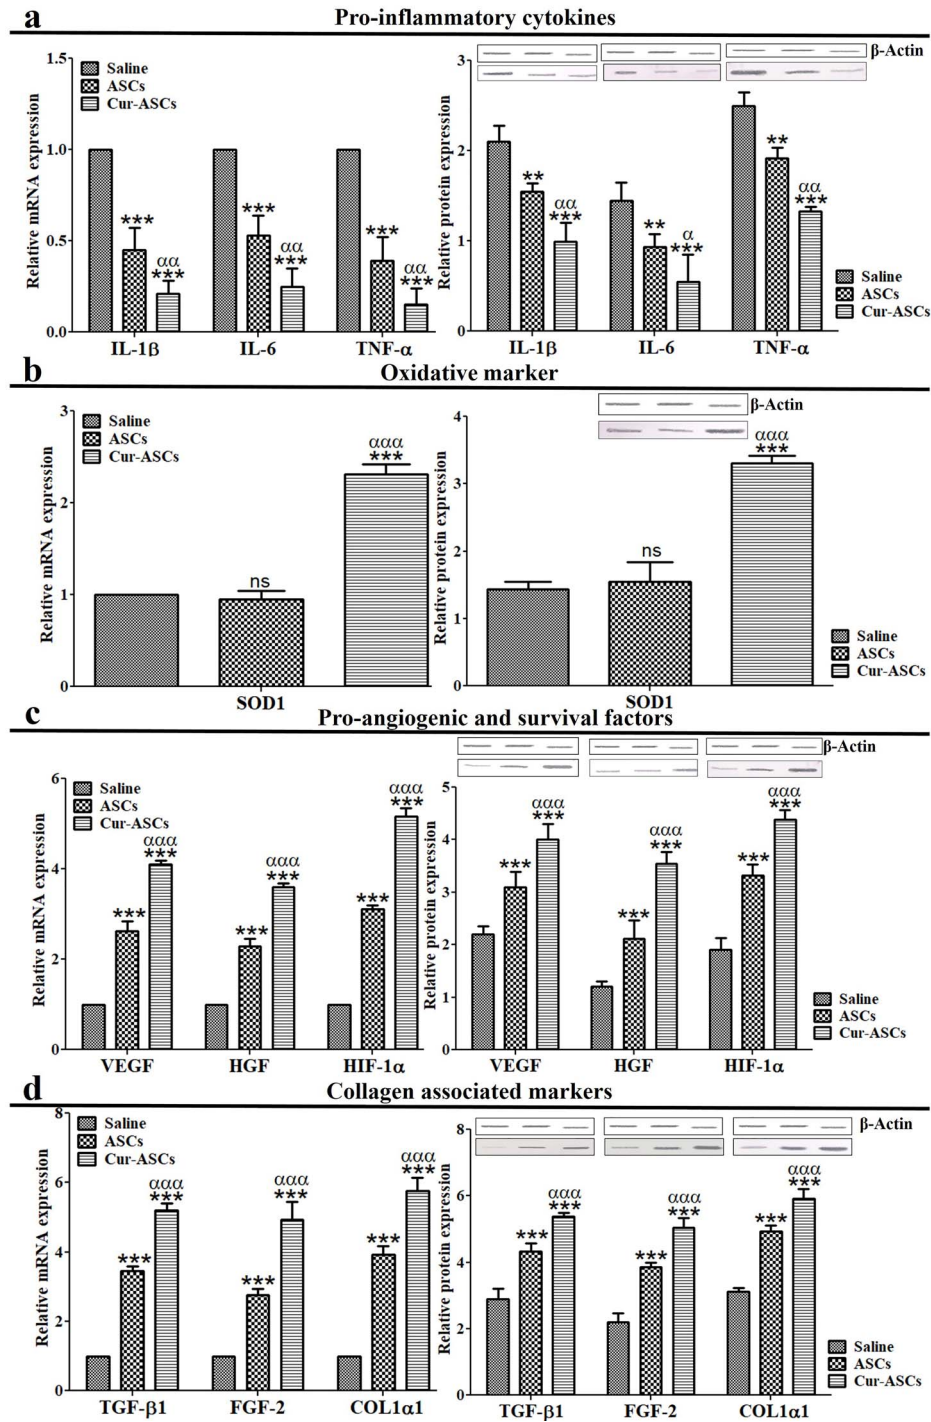 a Pro-inflammatory cytokines
Relative mRNA expression
1.5
1.0
0.5
0.0
Saline
ASCs
Cur-ASCs
***
αα
***
***
αα
***
***
αα
***
IL-1β IL-6 TNF-α
Relative protein expression
3
2
1
0
β-Actin
**
αα
***
**
α
***
**
αα
***
Saline
ASCs
Cur-ASCs
IL-1β IL-6 TNF-α
b Oxidative marker
Relative mRNA expression
3
2
1
0
Saline
ASCs
Cur-ASCs
ns
ααα
***
SOD1
Relative protein expression
4
3
2
1
0
β-Actin
ns
ααα
***
Saline
ASCs
Cur-ASCs
SOD1
c Pro-angiogenic and survival factors
Relative mRNA expression
6
4
2
0
Saline
ASCs
Cur-ASCs
***
ααα
***
***
ααα
***
***
ααα
***
VEGF HGF HIF-1α
Relative protein expression
5
4
3
2
1
0
β-Actin
***
ααα
***
***
ααα
***
***
ααα
***
Saline
ASCs
Cur-ASCs
VEGF HGF HIF-1α
d Collagen associated markers
Relative mRNA expression
8
6
4
2
0
Saline
ASCs
Cur-ASCs
***
ααα
***
***
ααα
***
***
ααα
***
TGF-β1 FGF-2 COL1α1
Relative protein expression
8
6
4
2
0
β-Actin
***
ααα
***
***
ααα
***
***
ααα
***
Saline
ASCs
Cur-ASCs
TGF-β1 FGF-2 COL1α1